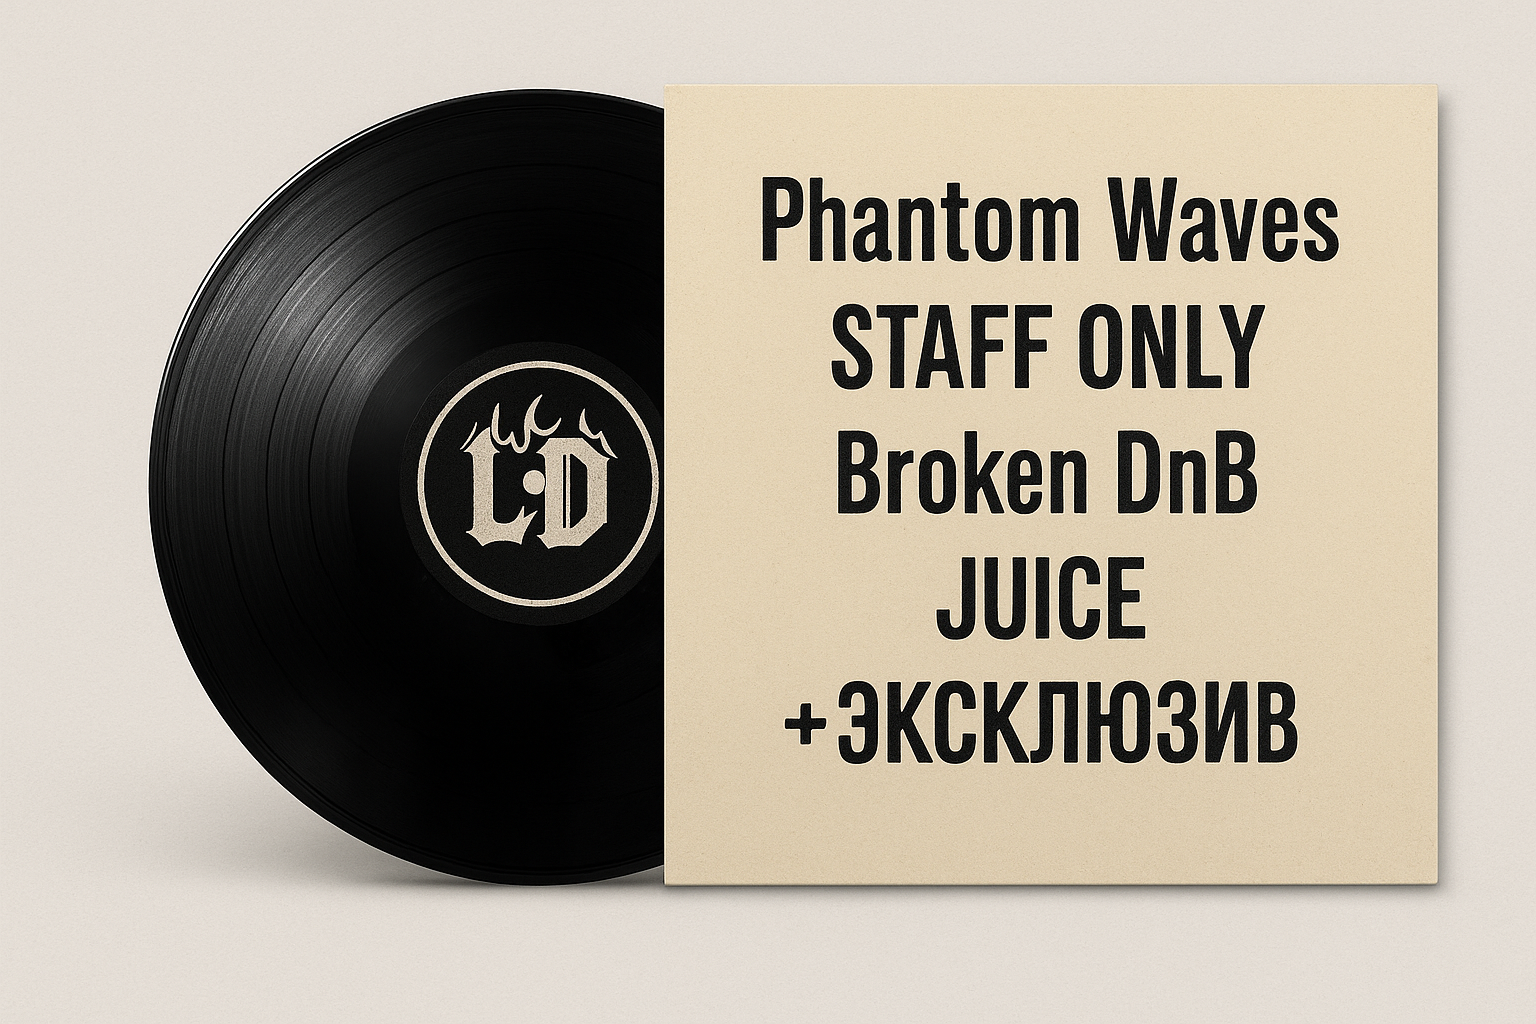 L·D
Phantom Waves
STAFF ONLY
Broken DnB
JUICE
+ЭКСКЛЮЗИВ